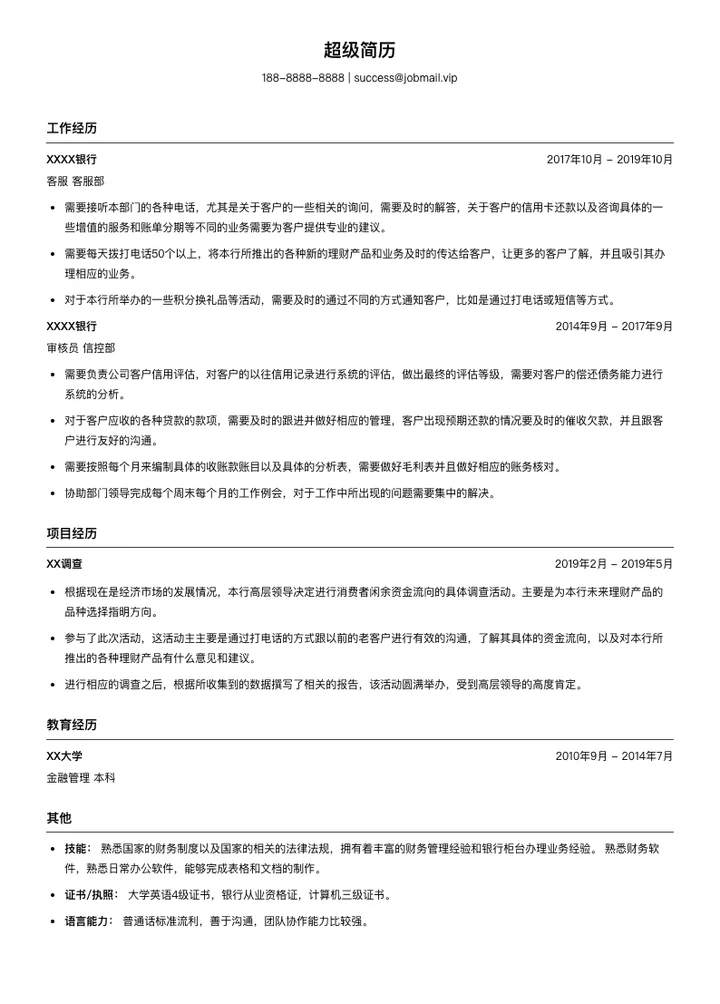 超级简历
188-8888-8888 | success@jobmail.vip
工作经历
XXXX银行 2017年10月 – 2019年10月
客服 客服部
• 需要接听本部门的各种电话，尤其是关于客户的一些相关的询问，需要及时的解答，关于客户的信用卡还款以及咨询具体的一
些增值的服务和账单分期等不同的业务需要为客户提供专业的建议。
• 需要每天拨打电话50个以上，将本行所推出的各种新的理财产品和业务及时的传达给客户，让更多的客户了解，并且吸引其办
理相应的业务。
• 对于本行所举办的一些积分换礼品等活动，需要及时的通过不同的方式通知客户，比如是通过打电话或短信等方式。
XXXX银行 2014年9月 – 2017年9月
审核员 信控部
• 需要负责公司客户信用评估，对客户的以往信用记录进行系统的评估，做出最终的评估等级，需要对客户的偿还债务能力进行
系统的分析。
• 对于客户应收的各种贷款的款项，需要及时的跟进并做好相应的管理，客户出现预期还款的情况要及时的催收欠款，并且跟客
户进行友好的沟通。
• 需要按照每个月来编制具体的收账款账目以及具体的分析表，需要做好毛利表并且做好相应的账务核对。
• 协助部门领导完成每个周末每个月的工作例会，对于工作中所出现的问题需要集中的解决。
项目经历
XX调查 2019年2月 – 2019年5月
• 根据现在是经济市场的发展情况，本行高层领导决定进行消费者闲余资金流向的具体调查活动。主要是为本行未来理财产品的
品种选择指明方向。
• 参与了此次活动，这活动主主要是通过打电话的方式跟以前的老客户进行有效的沟通，了解其具体的资金流向，以及对本行所
推出的各种理财产品有什么意见和建议。
• 进行相应的调查之后，根据所收集到的数据撰写了相关的报告，该活动圆满举办，受到高层领导的高度肯定。
教育经历
XX大学 2010年9月 – 2014年7月
金融管理 本科
其他
• 技能： 熟悉国家的财务制度以及国家的相关的法律法规，拥有着丰富的财务管理经验和银行柜台办理业务经验。 熟悉财务软
件，熟悉日常办公软件，能够完成表格和文档的制作。
• 证书/执照： 大学英语4级证书，银行从业资格证，计算机三级证书。
• 语言能力： 普通话标准流利，善于沟通，团队协作能力比较强。